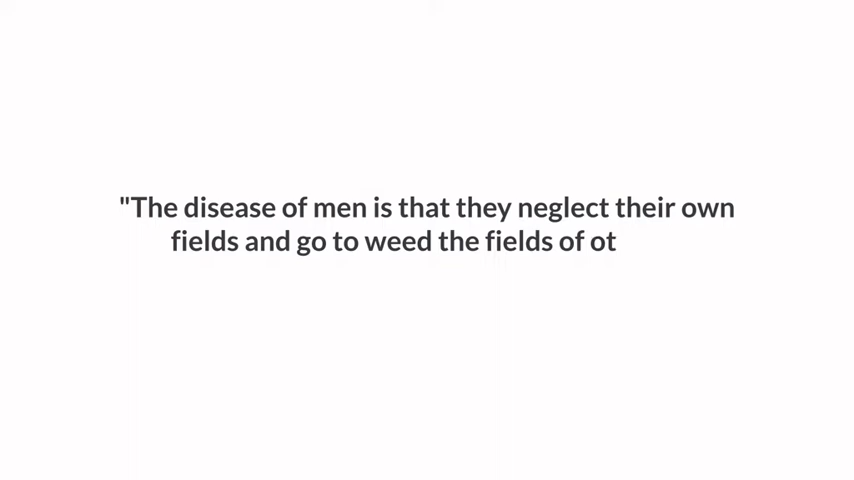 "The disease of men is that they neglect their own
fields and go to weed the fields of ot